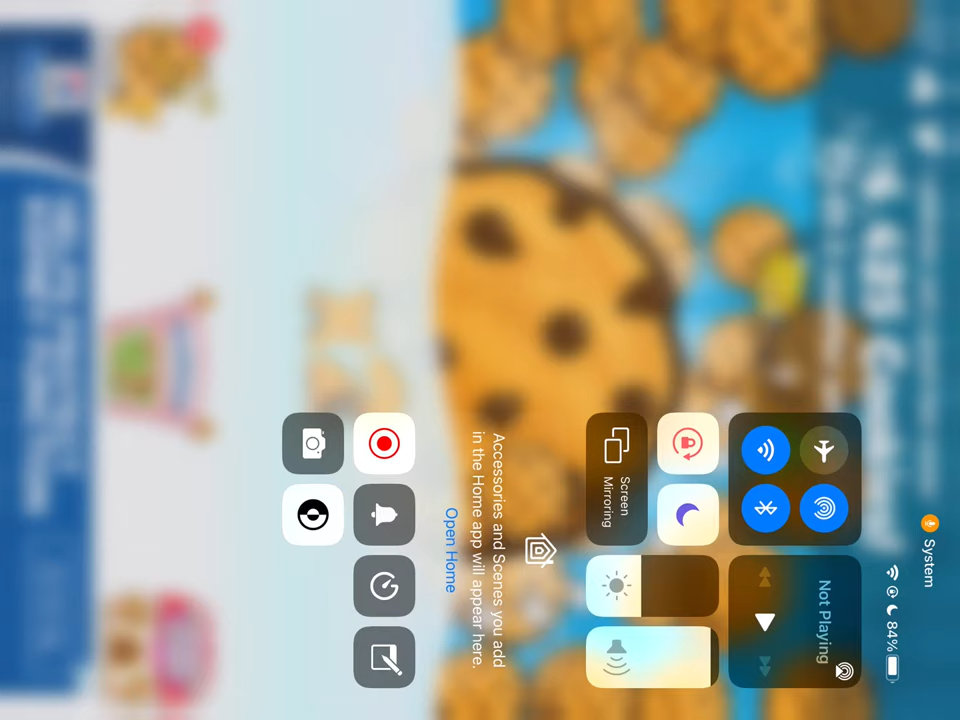 System
84%
Not Playing
Screen
Mirroring
Accessories and Scenes you add
in the Home app will appear here.
Open Home